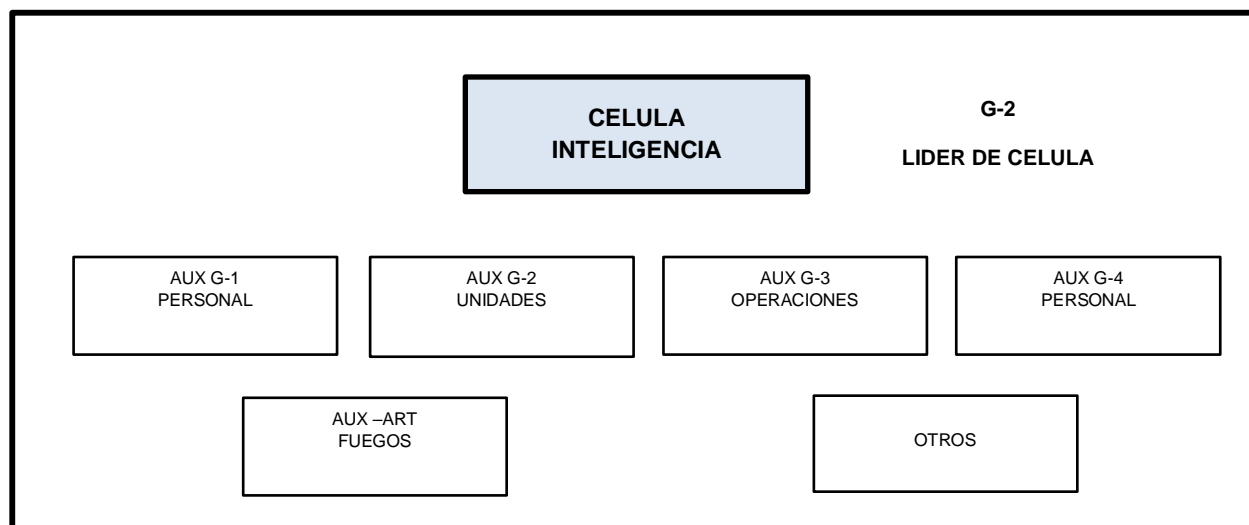 CELULA
INTELIGENCIA
G-2
LIDER DE CELULA
AUX G-1
PERSONAL
AUX G-2
UNIDADES
AUX G-3
OPERACIONES
AUX G-4
PERSONAL
AUX –ART
FUEGOS
OTROS